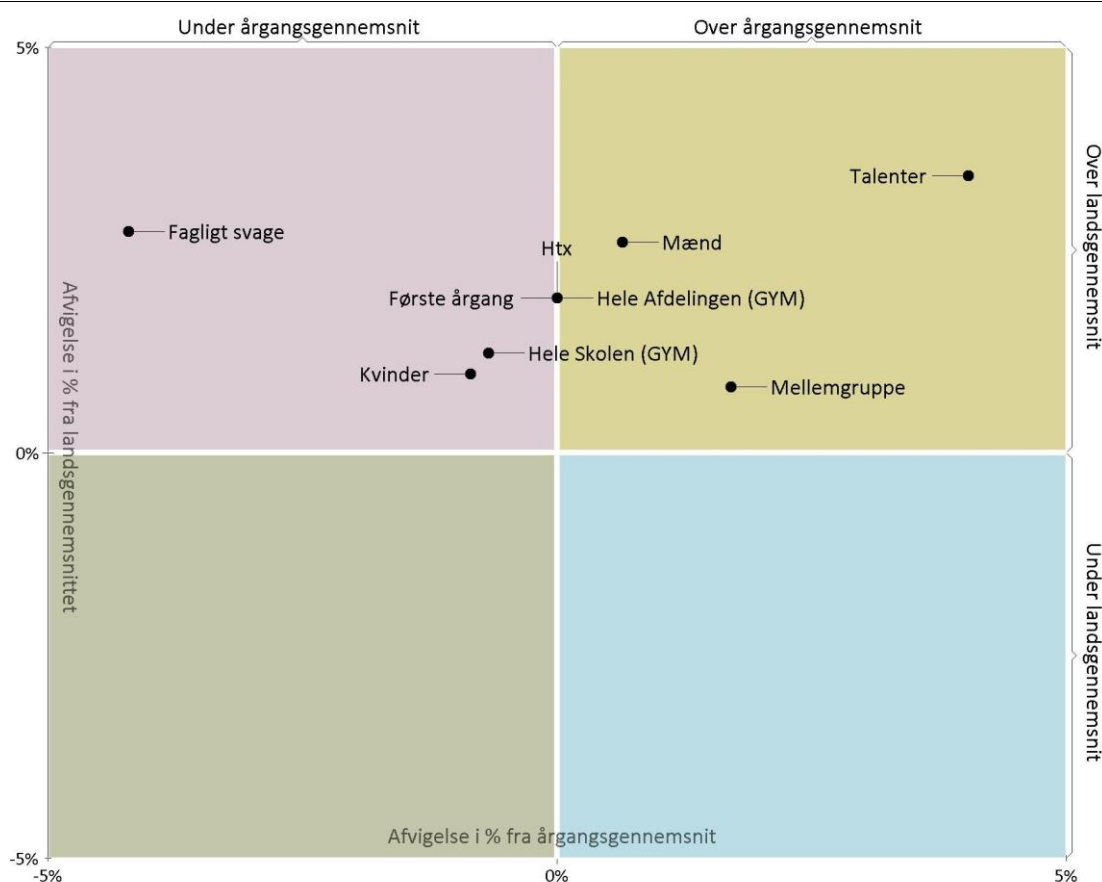 Under årgangsgennemsnit
Over årgangsgennemsnit
5%
Over landsgennemsnit
Talenter
Fagligt svage
Mænd
Htx
Første årgang
Hele Afdelingen (GYM)
Hele Skolen (GYM)
Kvinder
Mellemgruppe
Afvigelse i % fra landsgennemsnittet
0%
Under landsgennemsnit
Afvigelse i % fra årgangsgennemsnit
-5%
-5%
0%
5%